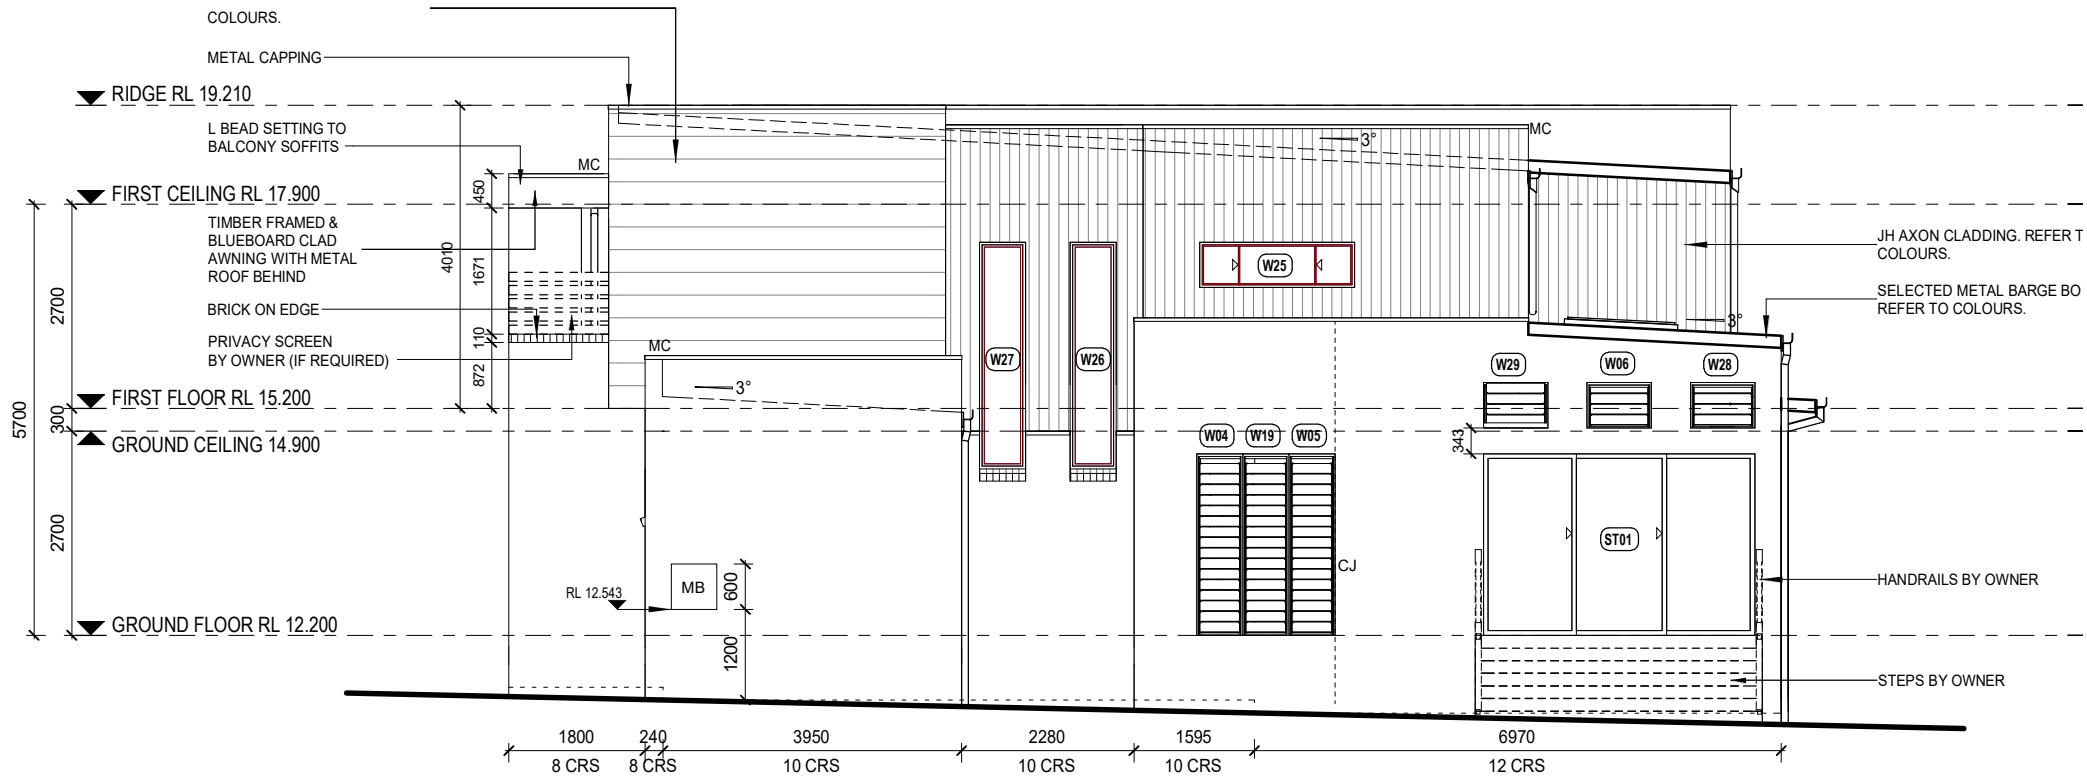 COLOURS.
METAL CAPPING
RIDGE RL 19.210
L BEAD SETTING TO
BALCONY SOFFITS
MC
MC
3°
FIRST CEILING RL 17.900
450
TIMBER FRAMED &
BLUEBOARD CLAD
AWNING WITH METAL
ROOF BEHIND
4010
1671
2700
BRICK ON EDGE
PRIVACY SCREEN
BY OWNER (IF REQUIRED)
110
872
MC
3°
W27
W26
W25
JH AXON CLADDING. REFER T
COLOURS.
SELECTED METAL BARGE BO
REFER TO COLOURS.
3°
W29
W06
W28
FIRST FLOOR RL 15.200
5700
300
GROUND CEILING 14.900
W04
W19
W05
343
2700
ST01
CJ
RL 12.543
MB
600
HANDRAILS BY OWNER
GROUND FLOOR RL 12.200
1200
STEPS BY OWNER
1800
240
3950
2280
1595
6970
8 CRS
8 CRS
10 CRS
10 CRS
10 CRS
12 CRS